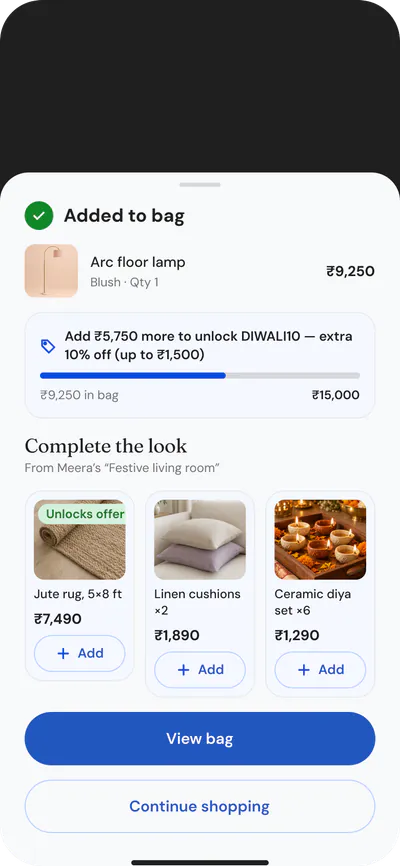 Added to bag
Arc floor lamp
₹9,250
Blush · Qty 1
Add ₹5,750 more to unlock DIWALI10 — extra
10% off (up to ₹1,500)
₹9,250 in bag
₹15,000
Complete the look
From Meera’s “Festive living room”
Unlocks offer
Jute rug, 5×8 ft
₹7,490
+ Add
Linen cushions
×2
₹1,890
+ Add
Ceramic diya
set ×6
₹1,290
+ Add
View bag
Continue shopping